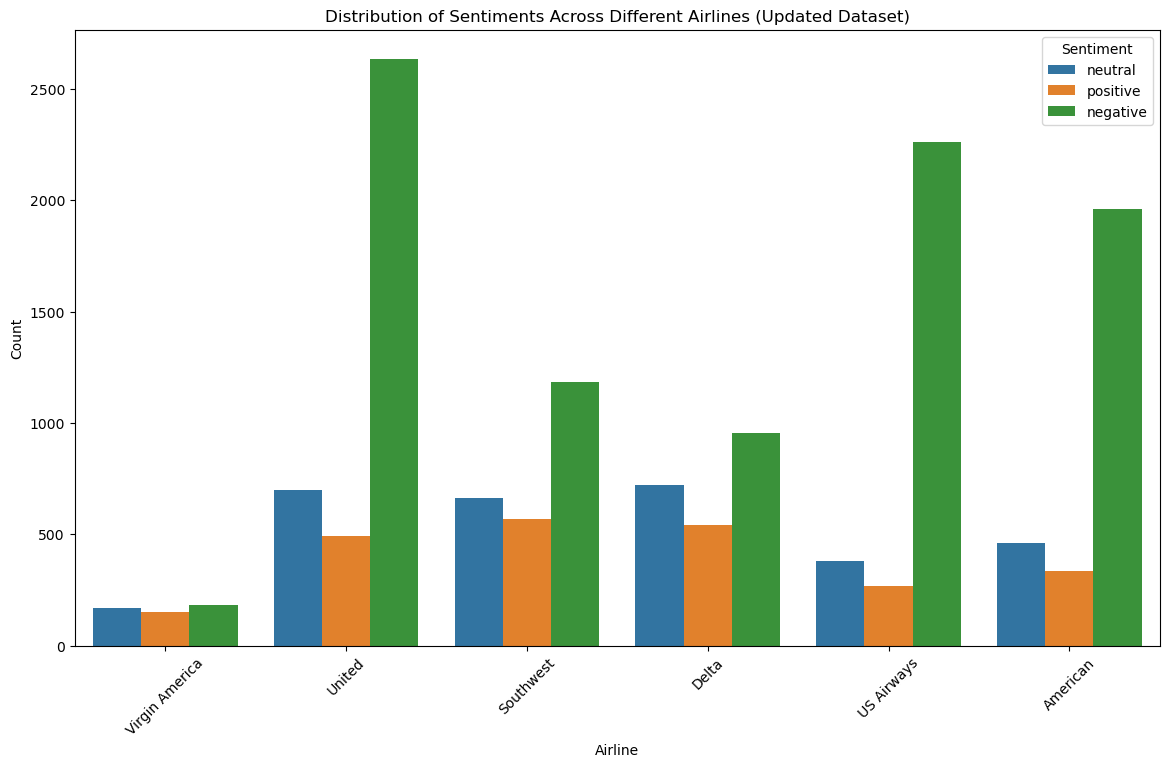 Distribution of Sentiments Across Different Airlines (Updated Dataset)
Sentiment
neutral
positive
negative
2500
2000
1500
1000
500
0
Count
Virgin America
United
Southwest
Delta
US Airways
American
Airline